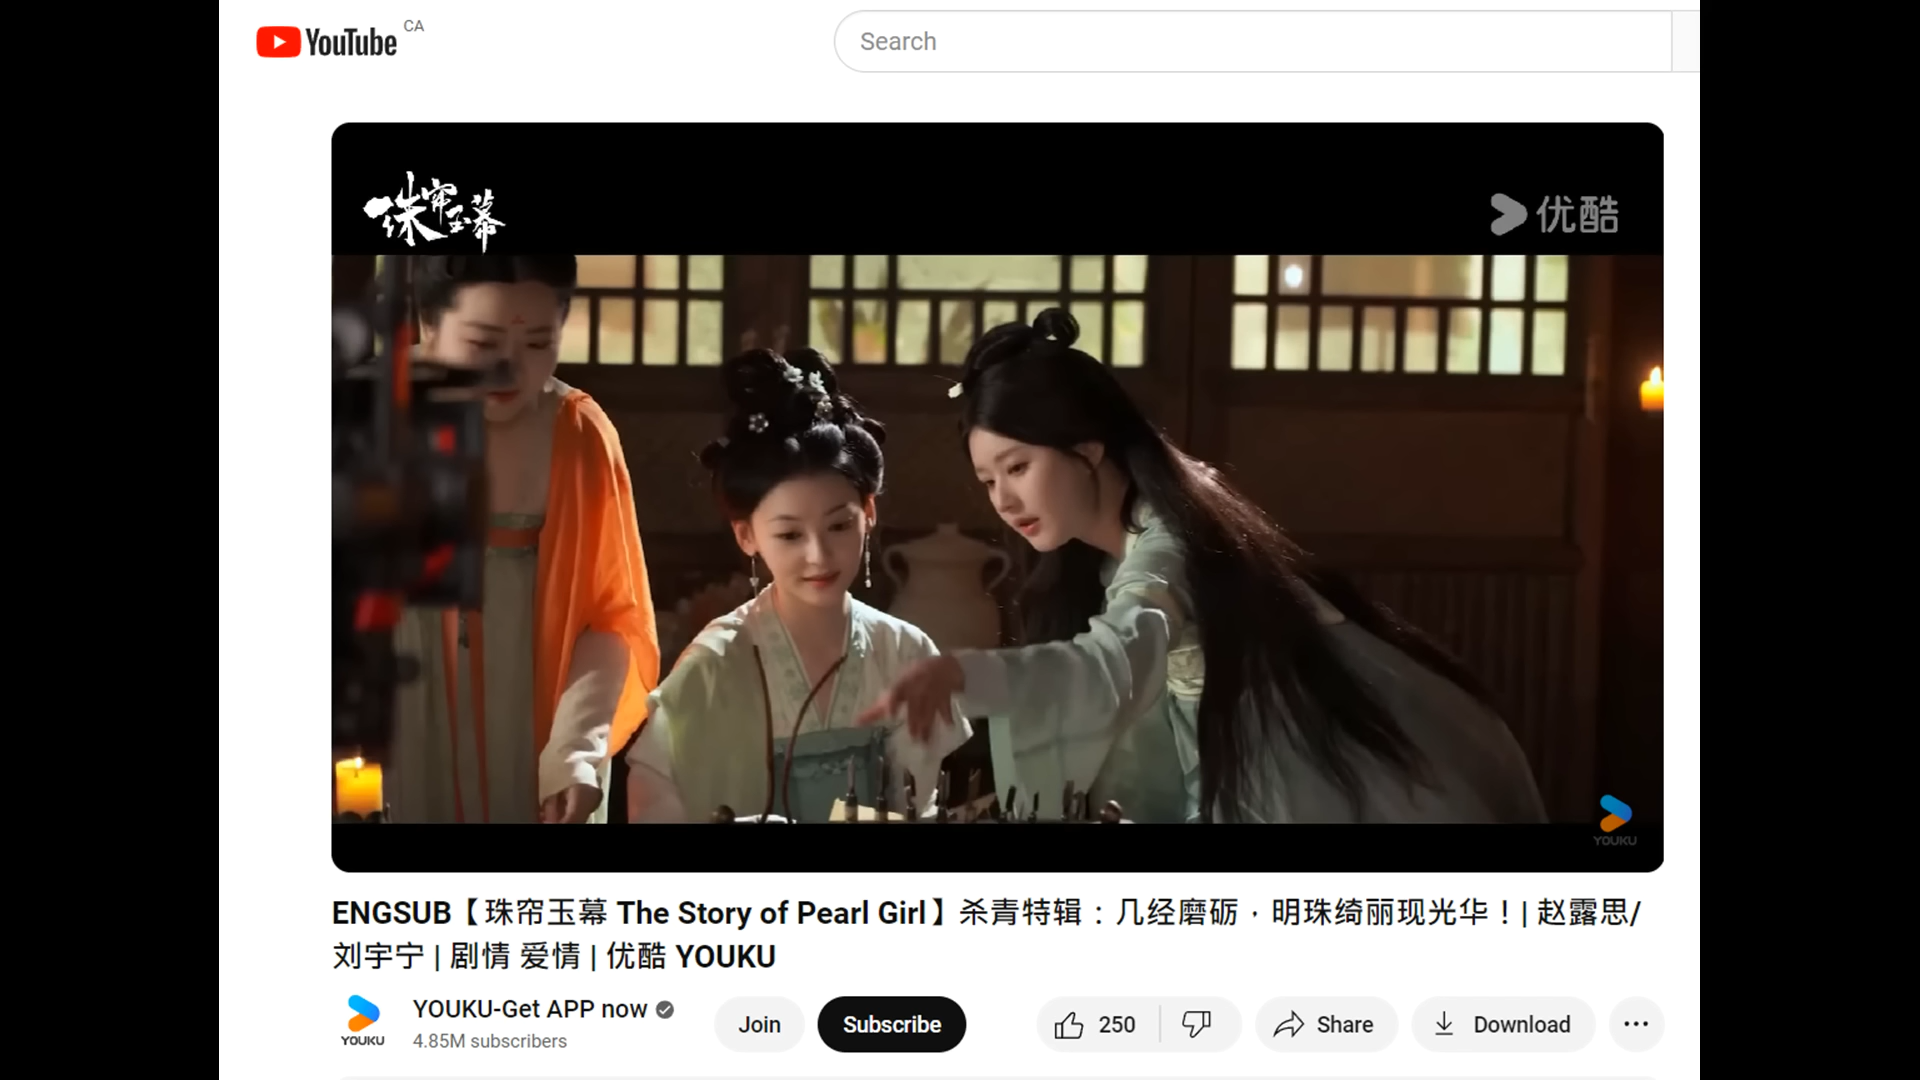 YouTube CA
Search
珠帘玉幕
优酷
YOUKU
ENGSUB【珠帘玉幕 The Story of Pearl Girl】杀青特辑：几经磨砺，明珠绮丽现光华！| 赵露思/
刘宇宁 | 剧情 爱情 | 优酷 YOUKU
YOUKU
YOUKU-Get APP now
4.85M subscribers
Join
Subscribe
250
Share
Download